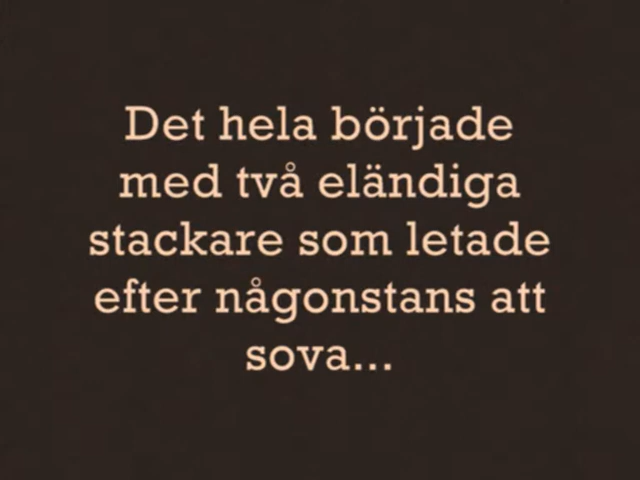 Det hela började
med två eländiga
stackare som letade
efter någonstans att
sova...